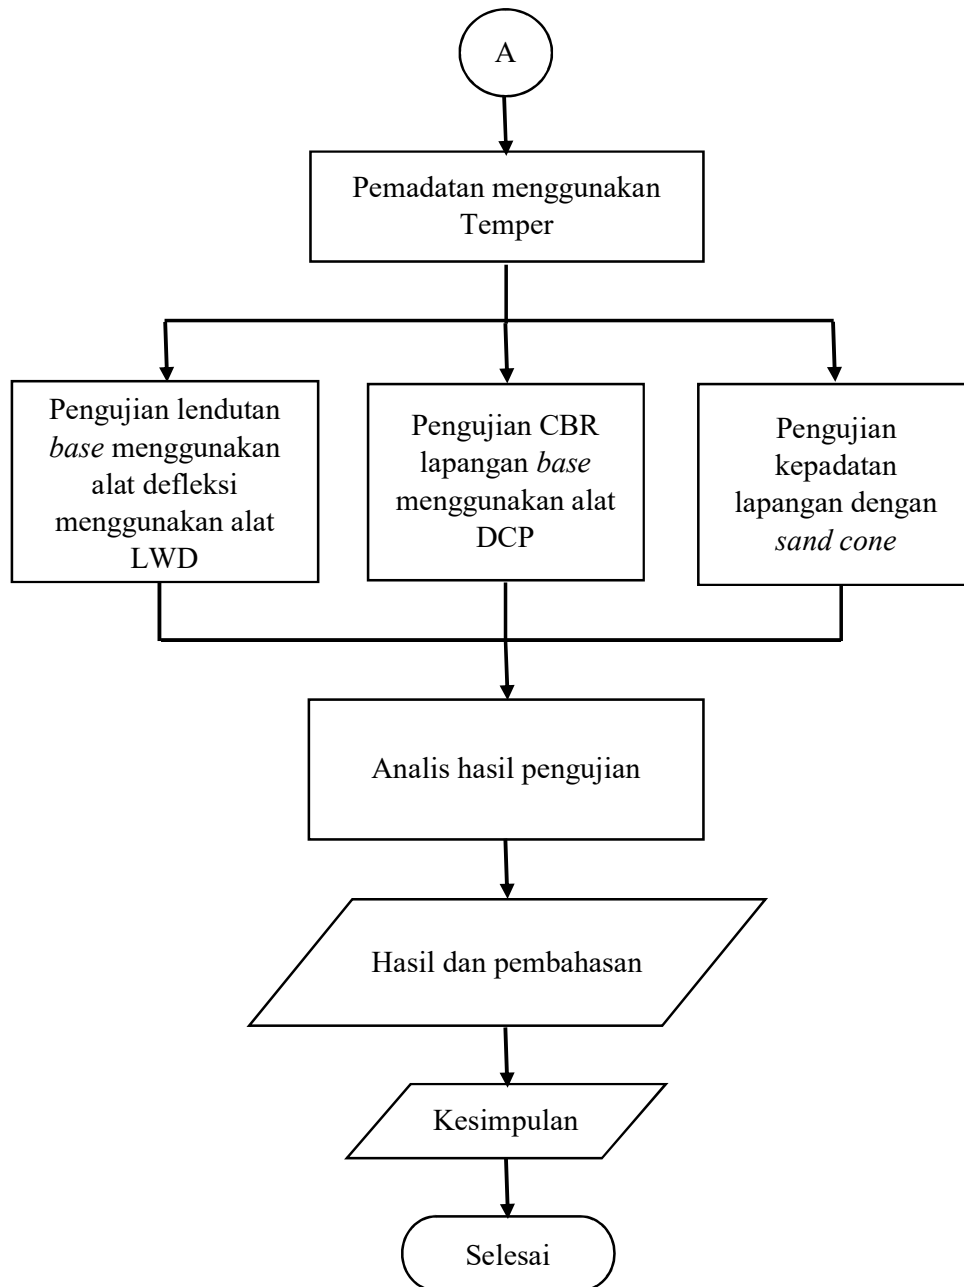 A
Pemadatan menggunakan
Temper
Pengujian lendutan
base menggunakan
alat defleksi
menggunakan alat
LWD
Pengujian CBR
lapangan base
menggunakan alat
DCP
Pengujian
kepadatan
lapangan dengan
sand cone
Analis hasil pengujian
Hasil dan pembahasan
Kesimpulan
Selesai